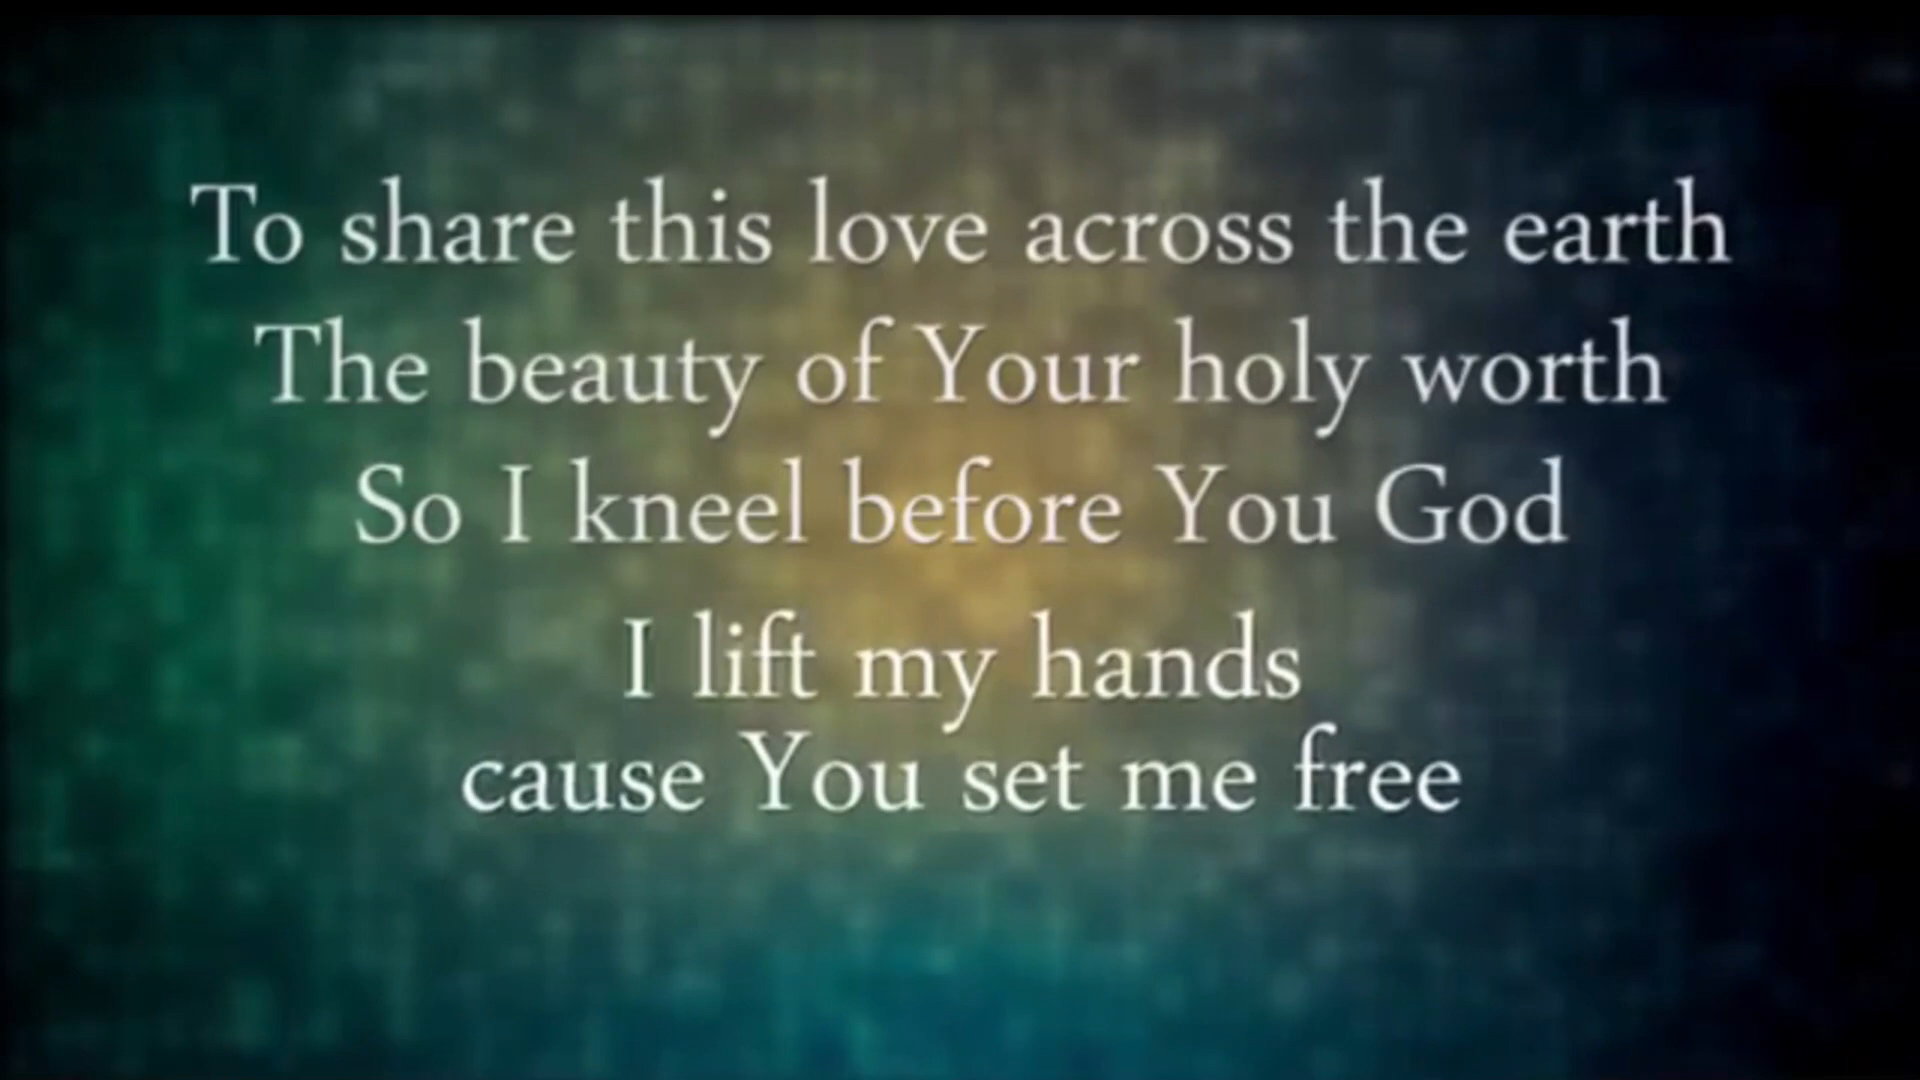 To share this love across the earth
The beauty of Your holy worth
So I kneel before You God
I lift my hands
cause You set me free